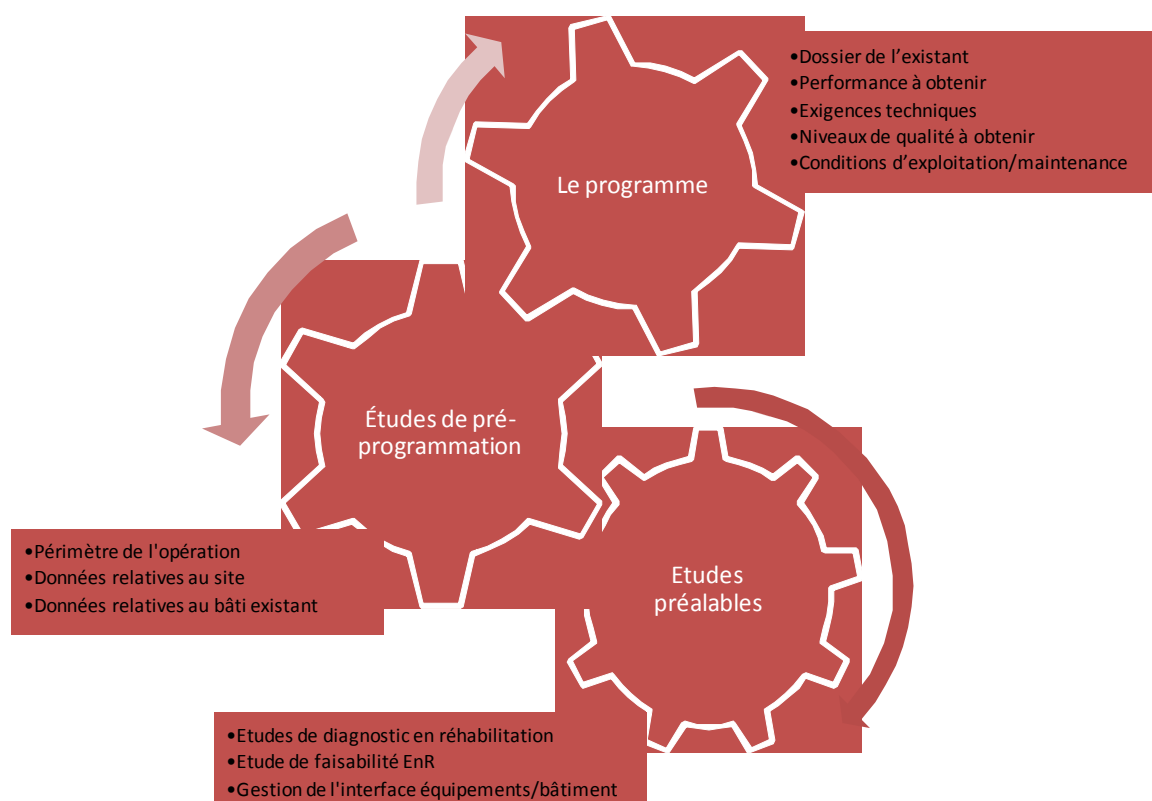 •Dossier de l’existant
•Performance à obtenir
•Exigences techniques
•Niveaux de qualité à obtenir
•Conditions d’exploitation/maintenance
Le programme
Études de pré-
programmation
•Périmètre de l'opération
•Données relatives au site
•Données relatives au bâti existant
Etudes
préalables
•Etudes de diagnostic en réhabilitation
•Etude de faisabilité EnR
•Gestion de l'interface équipements/bâtiment